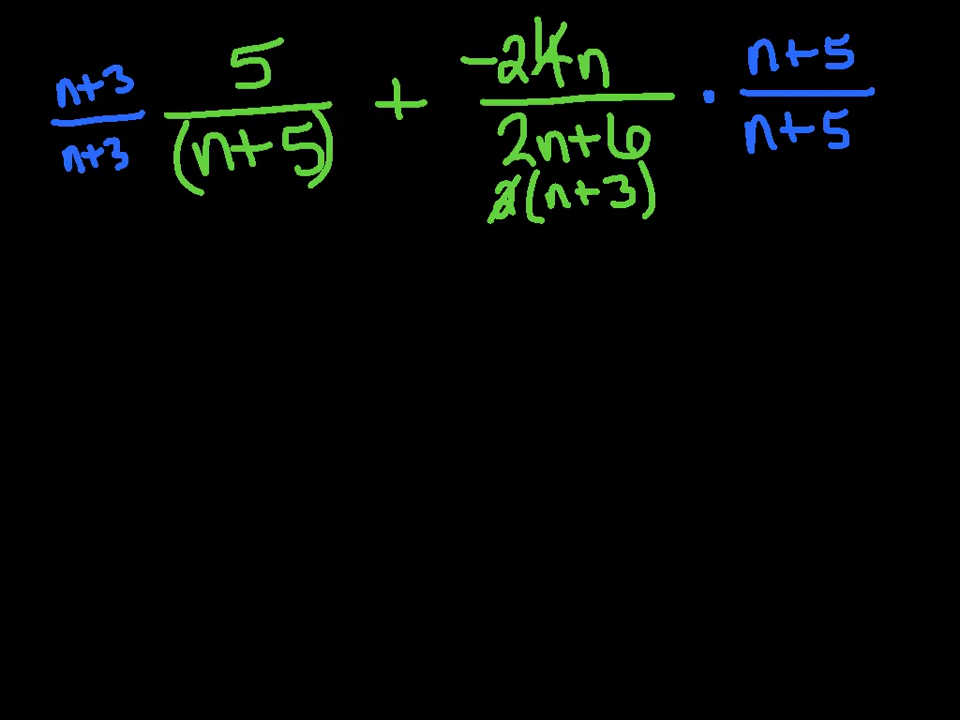 n+3 5 + -2 4n · n+5
n+3 (n+5) 2n+6 n+5
2(n+3)